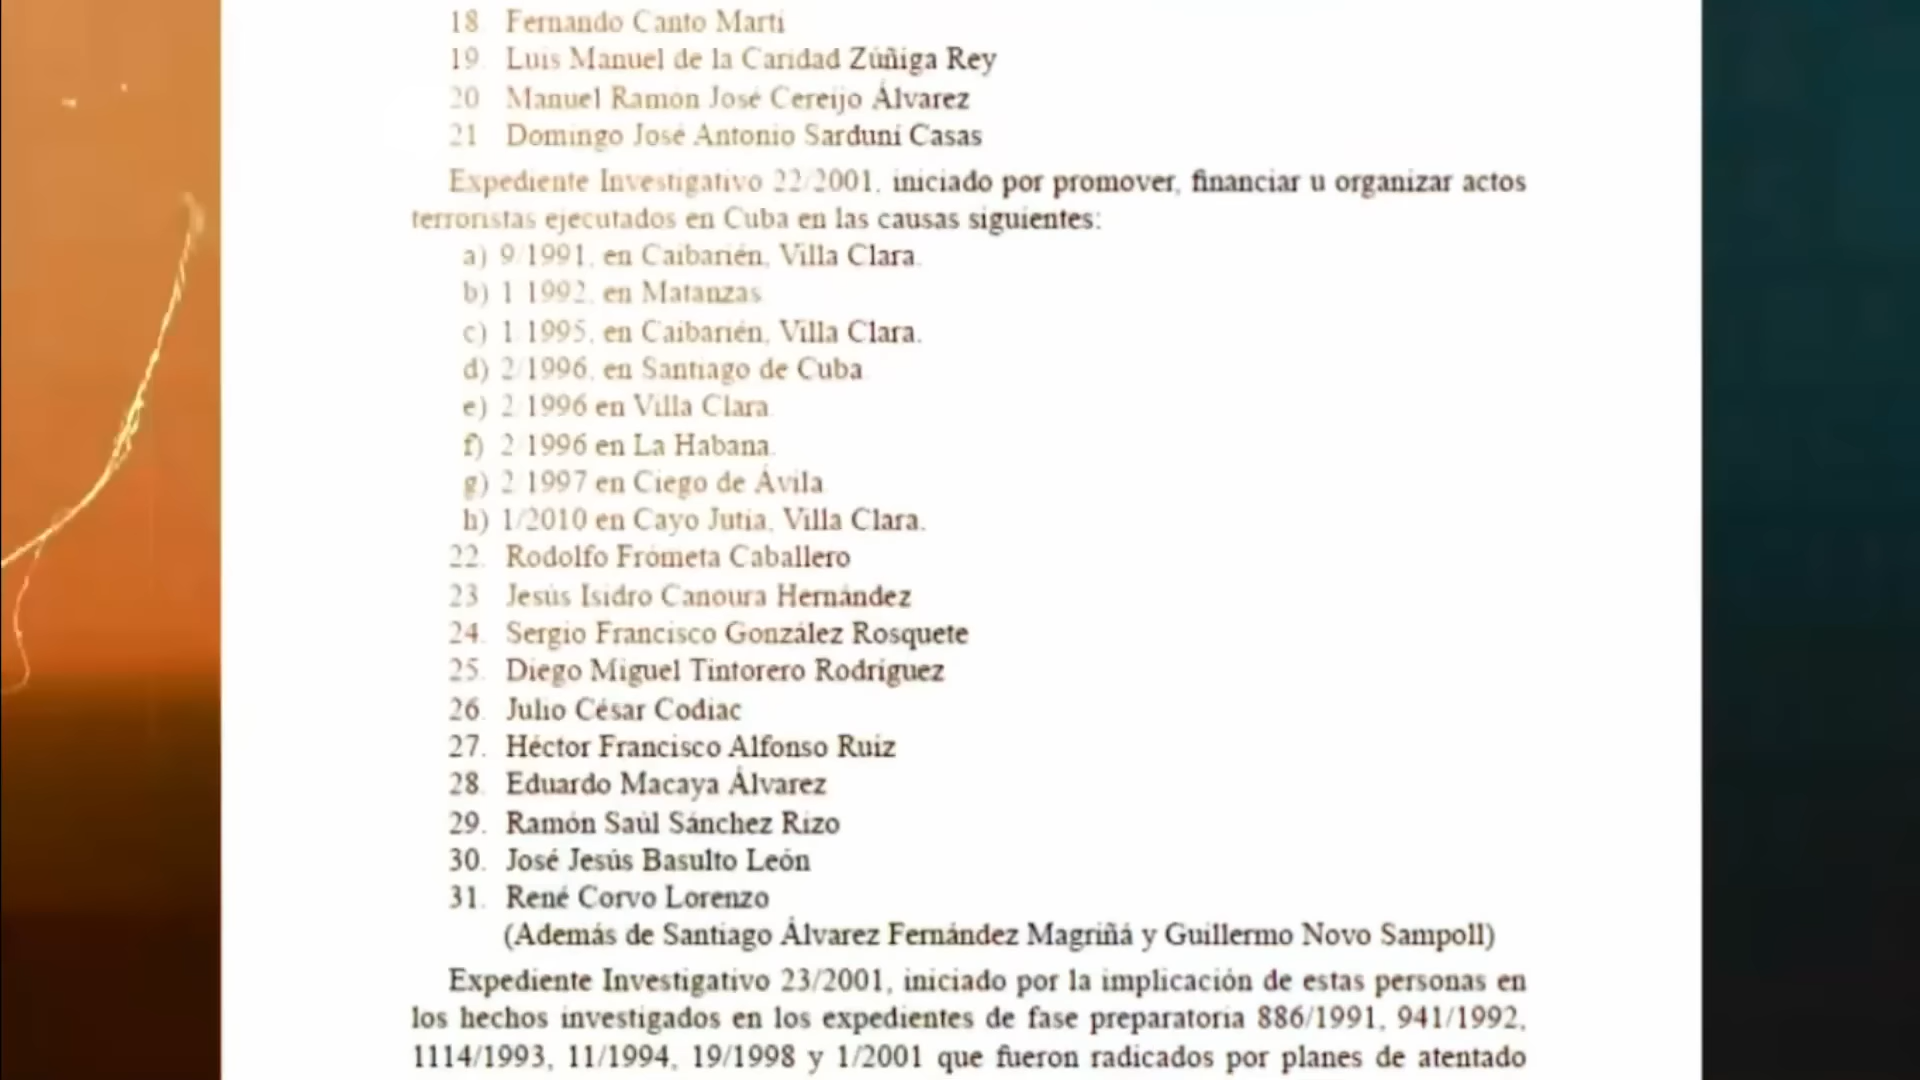 18 Fernando Canto Martí
19. Luis Manuel de la Caridad Zúñiga Rey
20 Manuel Ramón José Cereijo Álvarez
21 Domingo José Antonio Sarduní Casas
Expediente Investigativo 22/2001, iniciado por promover, financiar u organizar actos
terroristas ejecutados en Cuba en las causas siguientes:
a) 9/1991, en Caibarién, Villa Clara.
b) 1 1992, en Matanzas
c) 1 1995, en Caibarién, Villa Clara.
d) 2/1996, en Santiago de Cuba
e) 2 1996 en Villa Clara
f) 2 1996 en La Habana.
g) 2 1997 en Ciego de Ávila
h) 1/2010 en Cayo Jutia, Villa Clara.
22. Rodolfo Frómeta Caballero
23 Jesús Isidro Canoura Hernández
24. Sergio Francisco González Rosquete
25. Diego Miguel Tintorero Rodríguez
26. Julio César Codiac
27. Héctor Francisco Alfonso Ruiz
28. Eduardo Macaya Álvarez
29. Ramón Saúl Sánchez Rizo
30. José Jesús Basulto León
31. René Corvo Lorenzo
(Además de Santiago Álvarez Fernández Magriñá y Guillermo Novo Sampoll)
Expediente Investigativo 23/2001, iniciado por la implicación de estas personas en
los hechos investigados en los expedientes de fase preparatoria 886/1991, 941/1992,
1114/1993, 11/1994, 19/1998 y 1/2001 que fueron radicados por planes de atentado